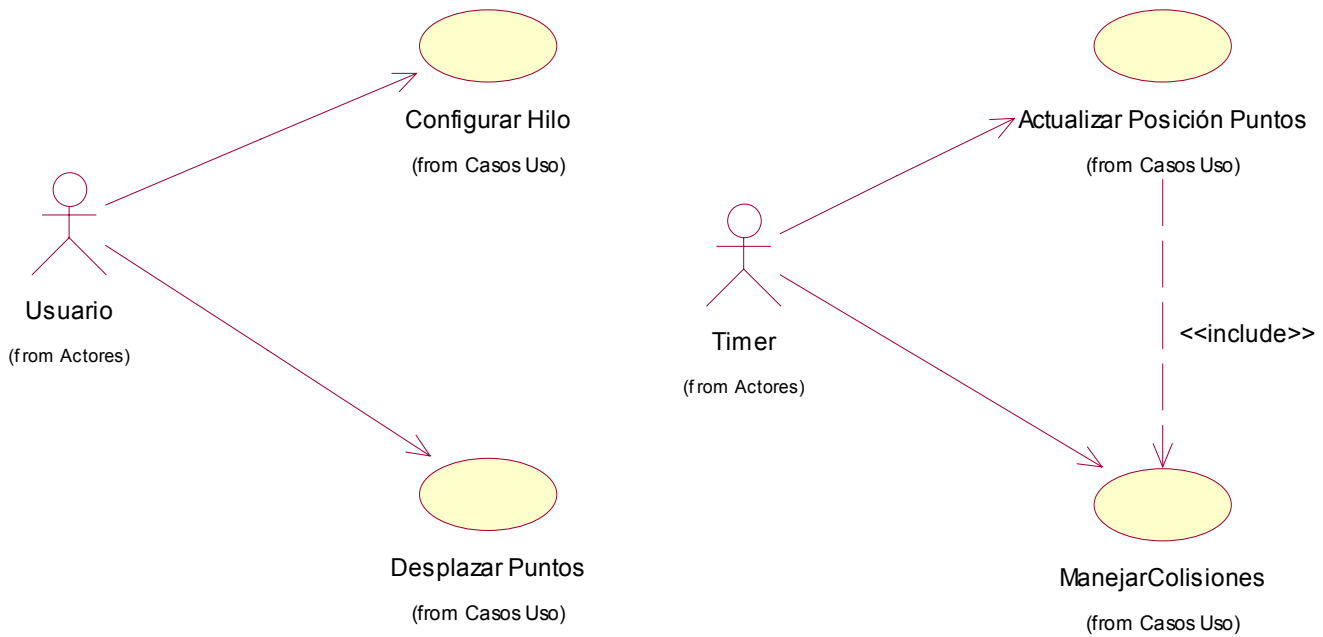 Configurar Hilo
(from Casos Uso)
Usuario
(from Actores)
Desplazar Puntos
(from Casos Uso)
Actualizar Posición Puntos
(from Casos Uso)
Timer
(from Actores)
<<include>>
ManejarColisiones
(from Casos Uso)